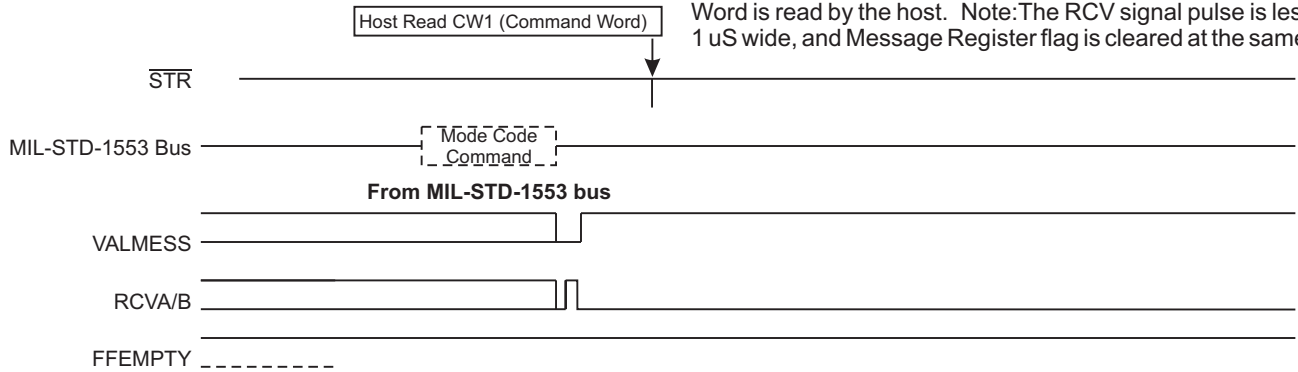 Host Read CW1 (Command Word)
Word is read by the host. Note:The RCV signal pulse is
1 uS wide, and Message Register flag is cleared at the same
STR
MIL-STD-1553 Bus
Mode Code
Command
From MIL-STD-1553 bus
VALMESS
RCVA/B
FFEMPTY